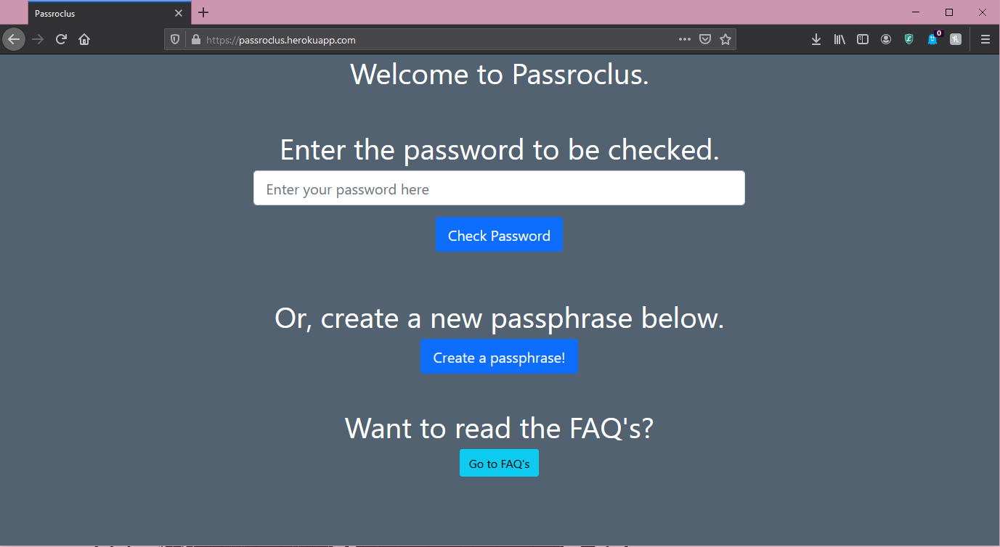 Passroclus
https://passroclus.herokuapp.com
0
Welcome to Passroclus.
Enter the password to be checked.
Enter your password here
Check Password
Or, create a new passphrase below.
Create a passphrase!
Want to read the FAQ's?
Go to FAQ's